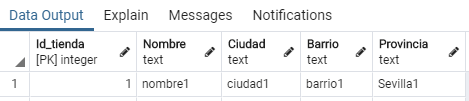 Data Output Explain Messages Notifications
Id_tienda Nombre Ciudad Barrio Provincia
[PK] integer text text text text
1 1 nombre1 ciudad1 barrio1 Sevilla1